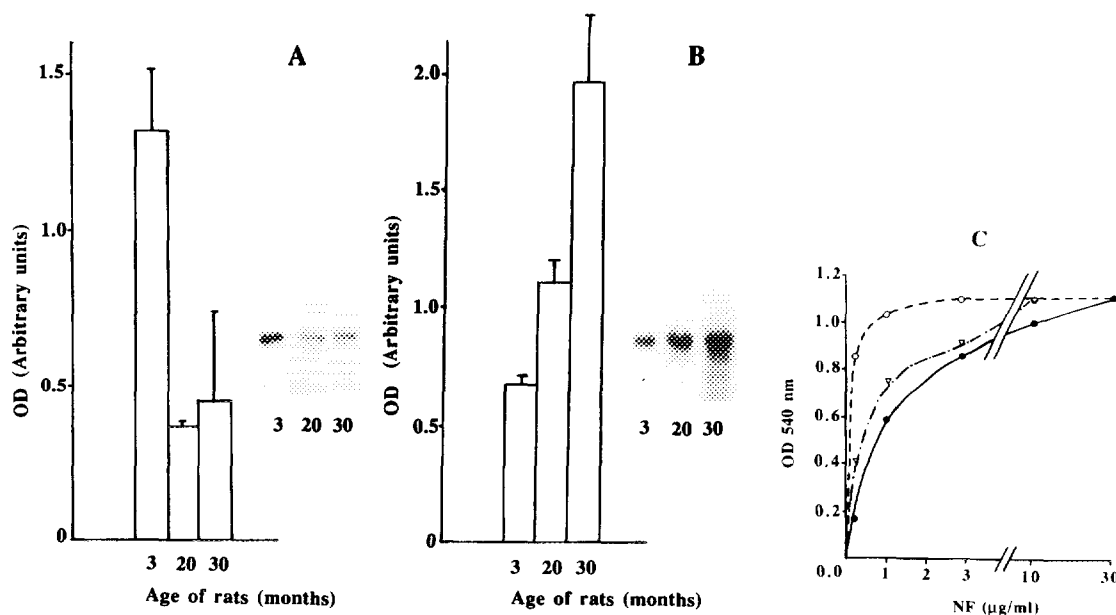 A
OD (Arbitrary units)
1.5
1.0
0.5
0
3 20 30
3 20 30
Age of rats (months)
B
OD (Arbitrary units)
2.0
1.5
1.0
0.5
0
3 20 30
3 20 30
Age of rats (months)
C
OD 540 nm
1.2
1.0
0.8
0.6
0.4
0.2
0.0
1 2 3 10 30
NF (µg/ml)